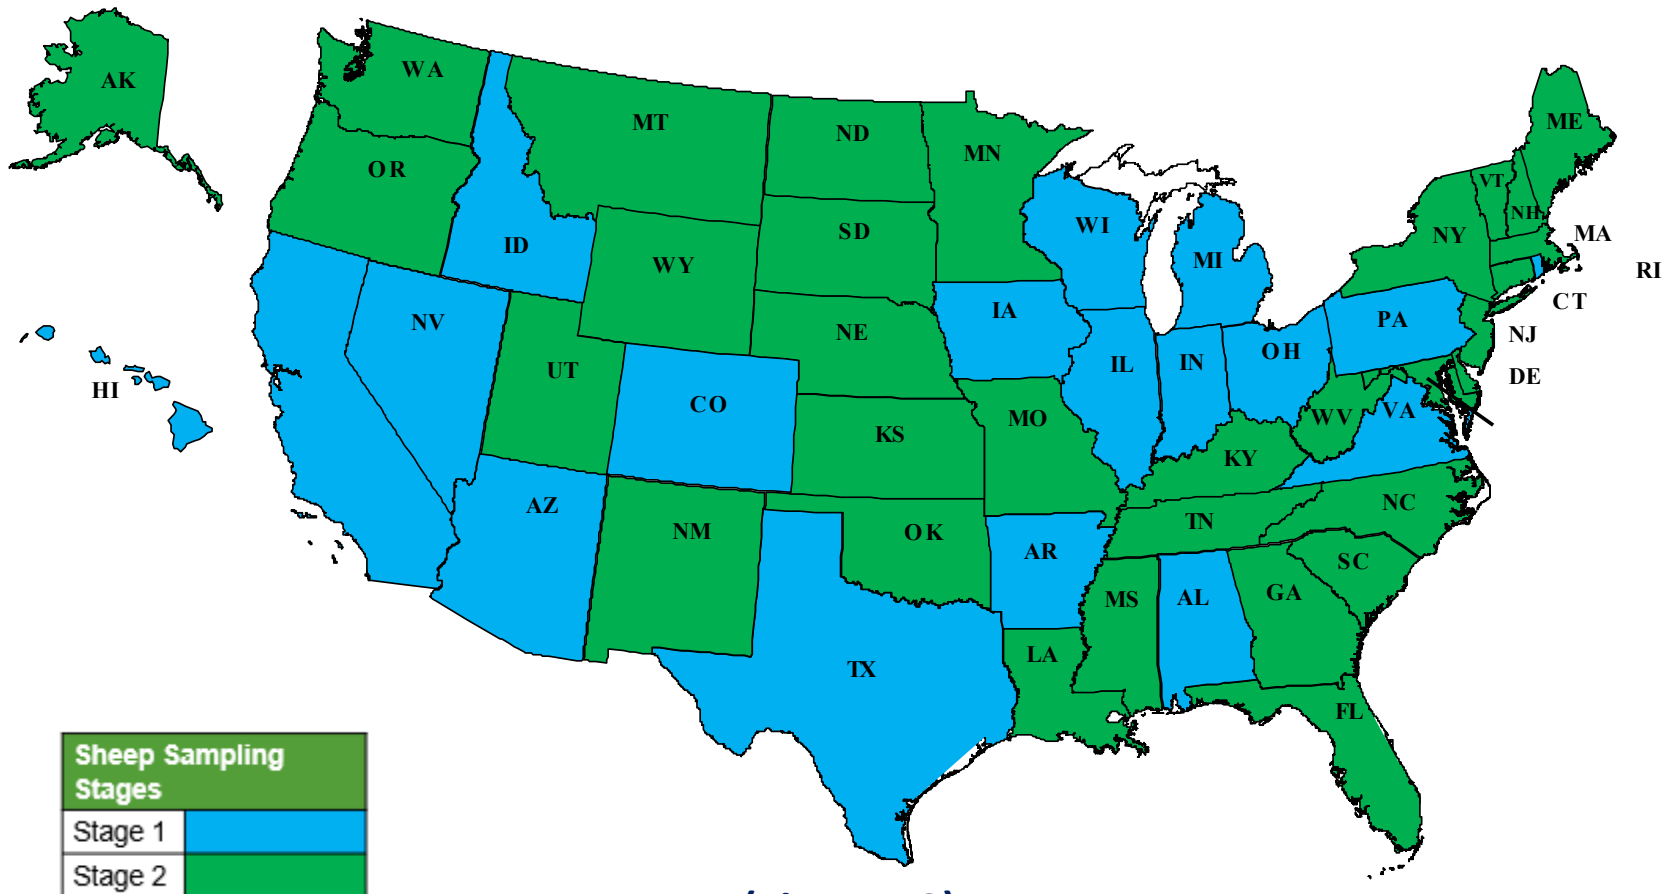 AK
WA
MT
ND
MN
ME
OR
VT
NH
ID
WY
SD
WI
MI
NY
MA
RI
NV
NE
IA
PA
CT
HI
UT
CO
IL
IN
OH
NJ
DE
KS
MO
KY
WV
VA
AZ
NM
OK
AR
TN
NC
SC
TX
LA
MS
AL
GA
FL
Sheep Sampling
Stages
Stage 1
Stage 2